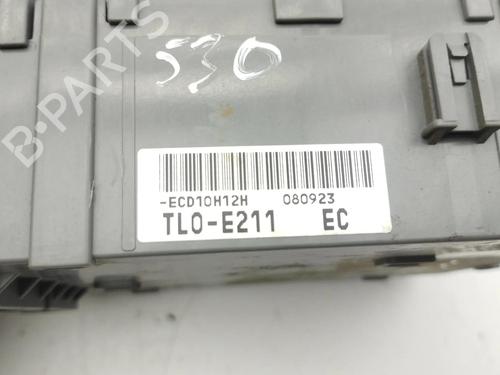 530
B-PARTS
-ECD10H12H 080923
TL0-E211 EC